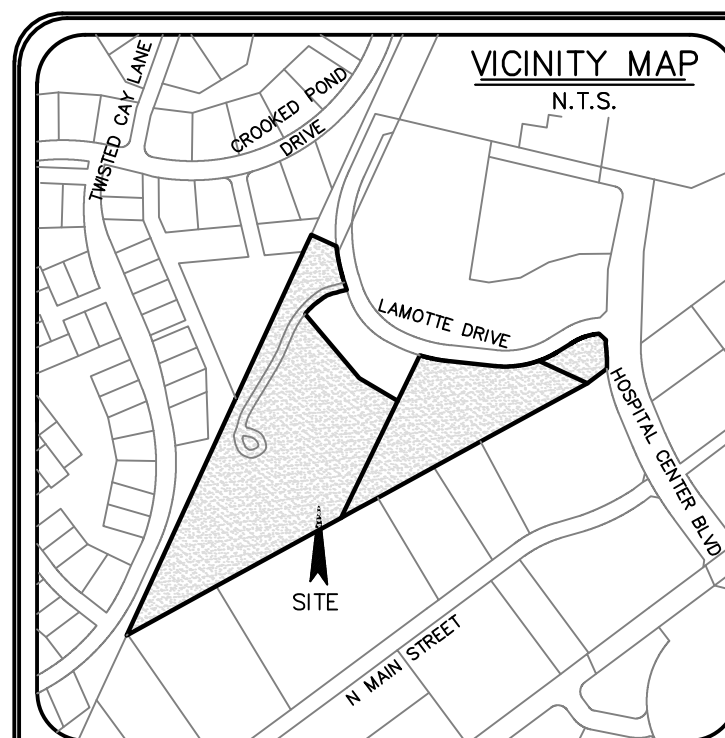 VICINITY MAP
N.T.S.
TWISTED CAY LANE
CROOKED POND
DRIVE
LAMOTTE DRIVE
HOSPITAL CENTER BLVD
SITE
N MAIN STREET